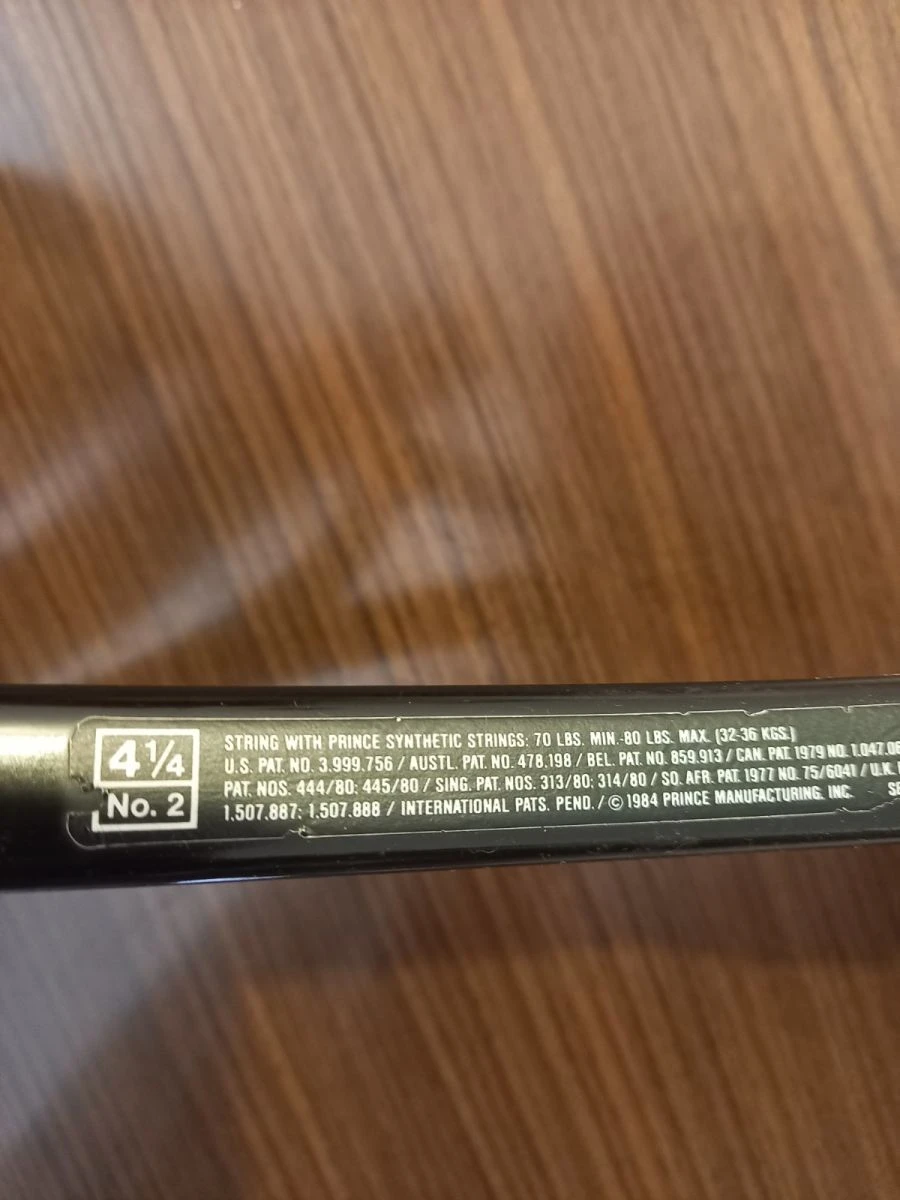 4 1/4
No. 2
STRING WITH PRINCE SYNTHETIC STRINGS: 70 LBS. MIN.-80 LBS. MAX. (32-36 KGS.)
U.S. PAT. NO. 3.999.756 / AUSTL. PAT. NO. 478.198 / BEL. PAT. NO. 859.913 / CAN. PAT. 1979 NO. 1.047.06
PAT. NOS. 444/80: 445/80 / SING. PAT. NOS. 313/80: 314/80 / SO. AFR. PAT. 1977 NO. 75/6041 / U.K.
1.507.887: 1.507.888 / INTERNATIONAL PATS. PEND. / © 1984 PRINCE MANUFACTURING, INC. SE